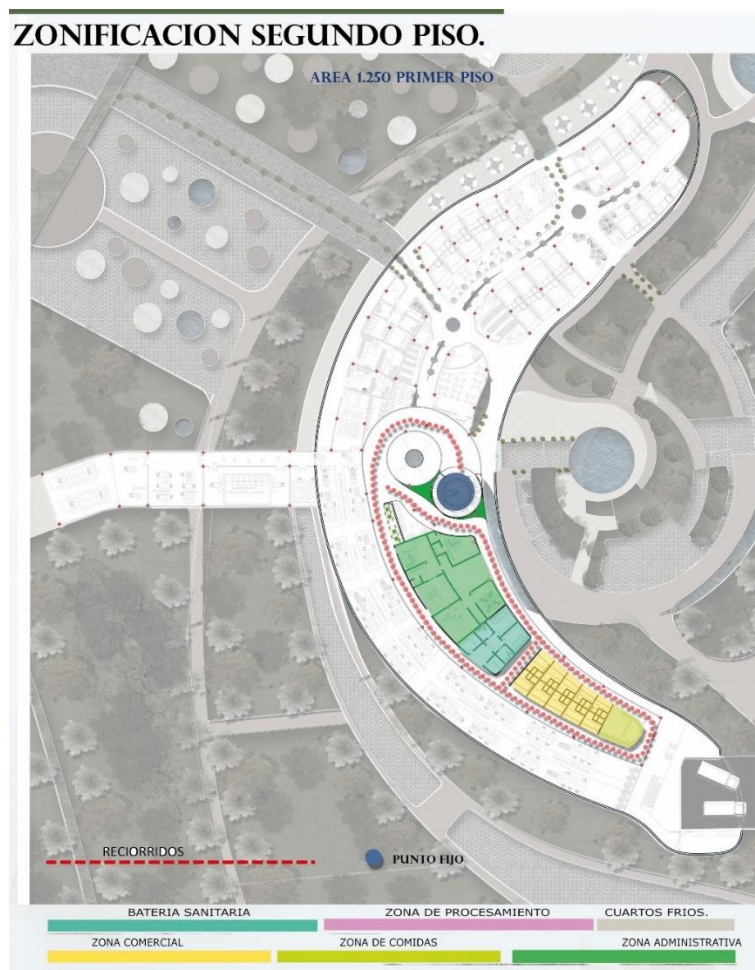 ZONIFICACION SEGUNDO PISO.
AREA 1.250 PRIMER PISO
RECIORRIDOS
PUNTO FIJO
BATERIA SANITARIA
ZONA DE PROCESAMIENTO
CUARTOS FRIOS.
ZONA COMERCIAL
ZONA DE COMIDAS
ZONA ADMINISTRATIVA